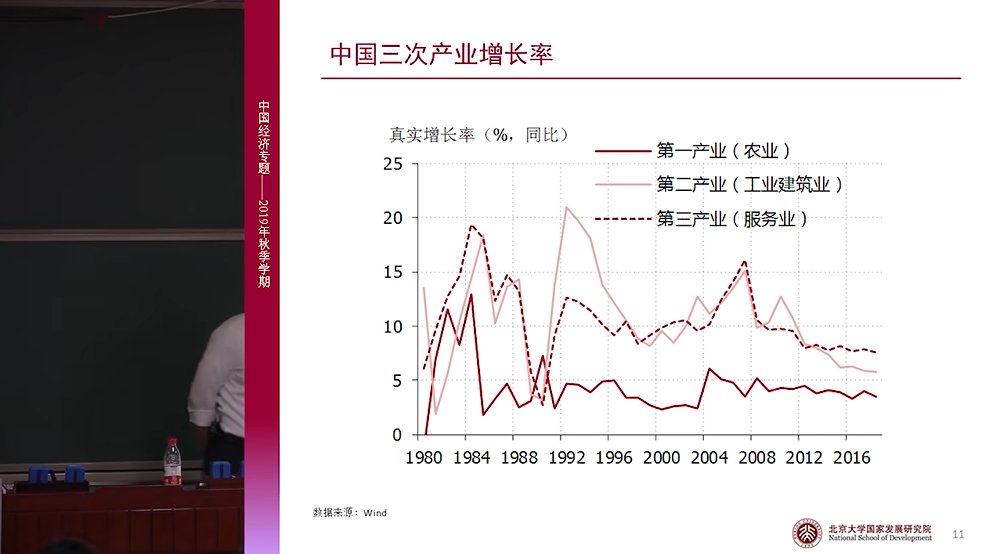 中国三次产业增长率
中国经济专题——2019年秋季学期
真实增长率（%，同比）
第一产业（农业）
第二产业（工业建筑业）
第三产业（服务业）
25
20
15
10
5
0
1980 1984 1988 1992 1996 2000 2004 2008 2012 2016
数据来源：Wind
北京大学国家发展研究院
National School of Development
11